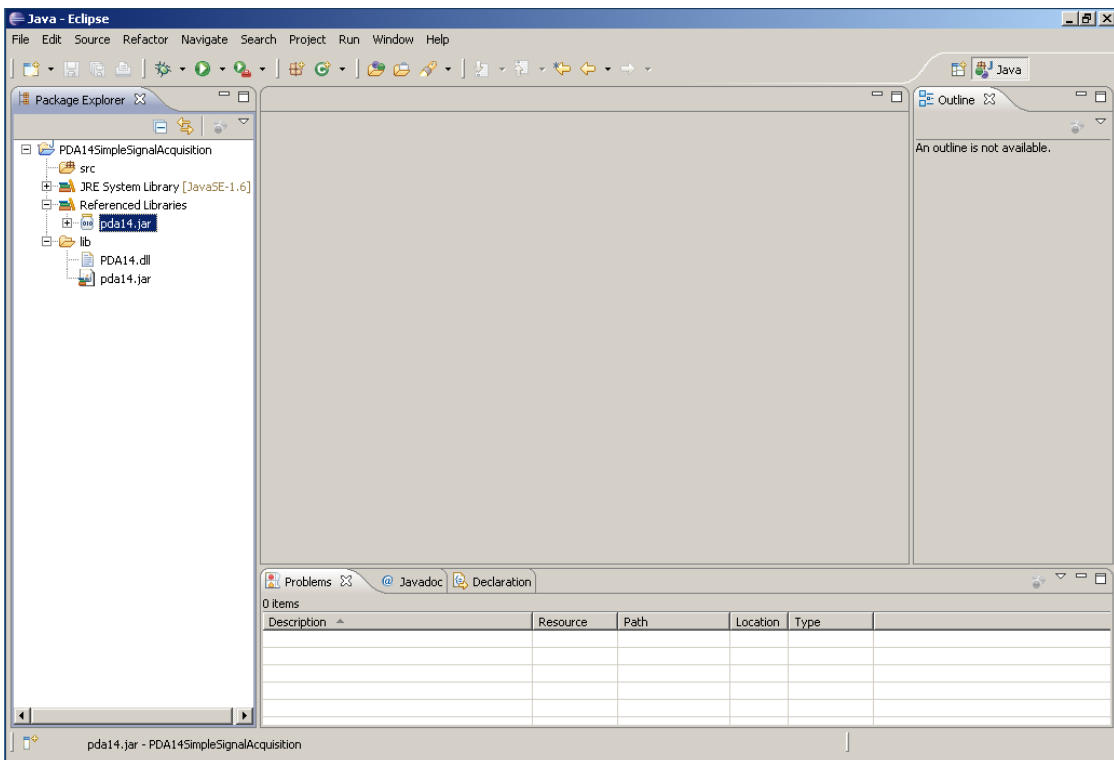 Java - Eclipse
File Edit Source Refactor Navigate Search Project Run Window Help
Java
Package Explorer
Outline
PDA14SimpleSignalAcquisition
An outline is not available.
src
JRE System Library [JavaSE-1.6]
Referenced Libraries
pda14.jar
lib
PDA14.dll
pda14.jar
Problems @ Javadoc Declaration
0 items
Description Resource Path Location Type
pda14.jar - PDA14SimpleSignalAcquisition